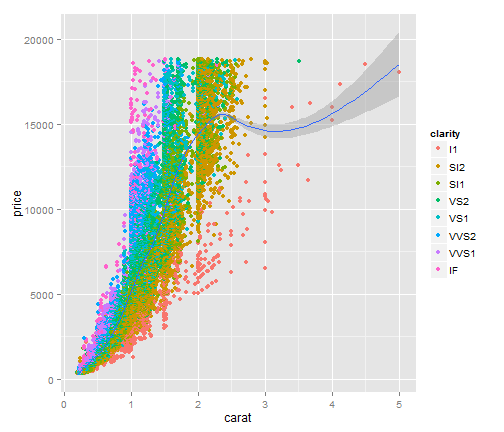 20000
15000
10000
5000
0
price
0 1 2 3 4 5
carat
clarity
I1
SI2
SI1
VS2
VS1
VVS2
VVS1
IF